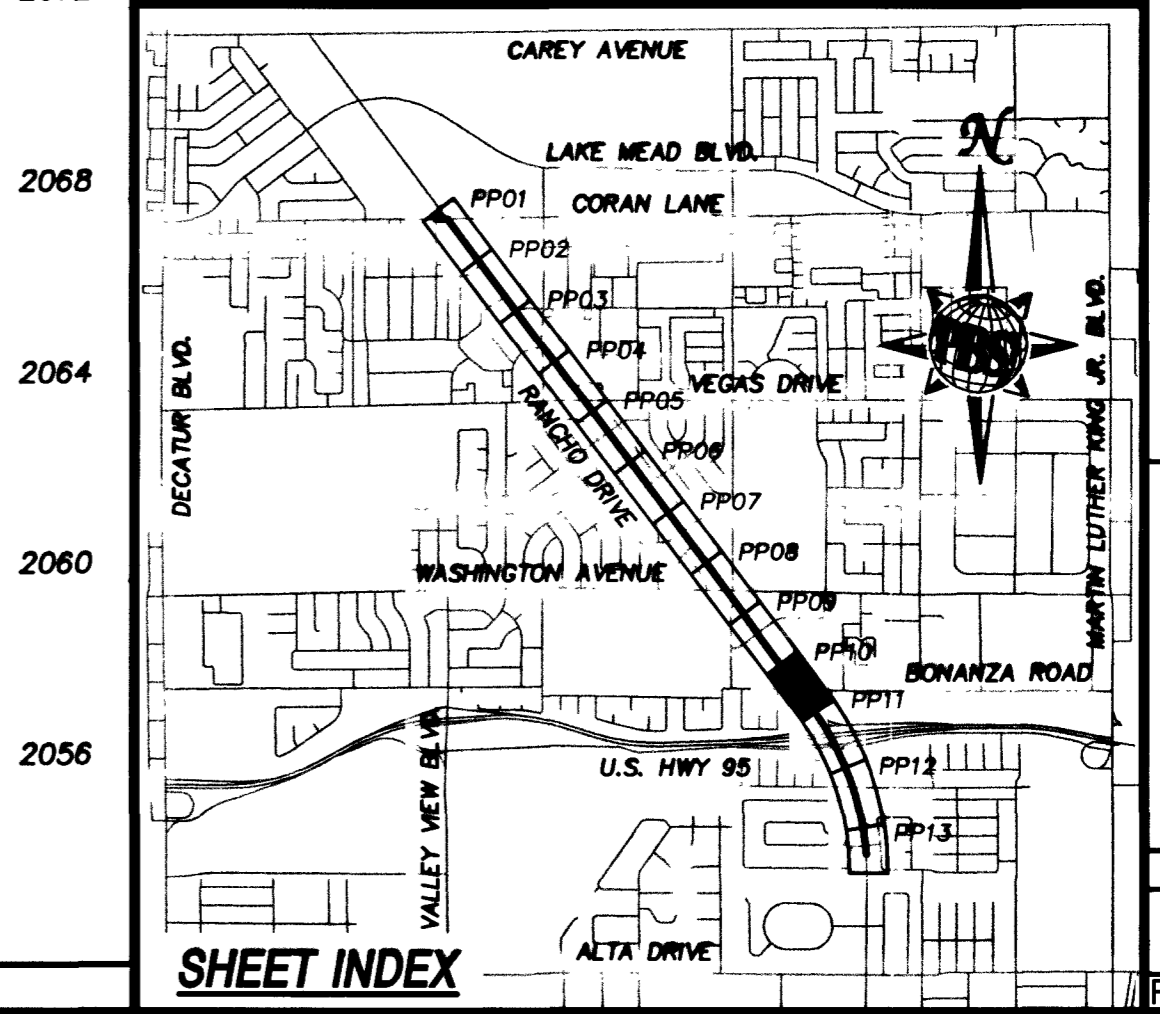 CAREY AVENUE
N
LAKE MEAD BLVD.
2068
PP01
CORAN LANE
PP02
PP03
MARTIN LUTHER KING JR. BLVD.
DECATUR BLVD.
PP04
2064
VEGAS DRIVE
PP05
RANCHO DRIVE
PP06
PP07
PP08
2060
WASHINGTON AVENUE
PP09
PP10
BONANZA ROAD
PP11
VALLEY VIEW BLVD.
2056
U.S. HWY 95
PP12
PP13
ALTA DRIVE
SHEET INDEX